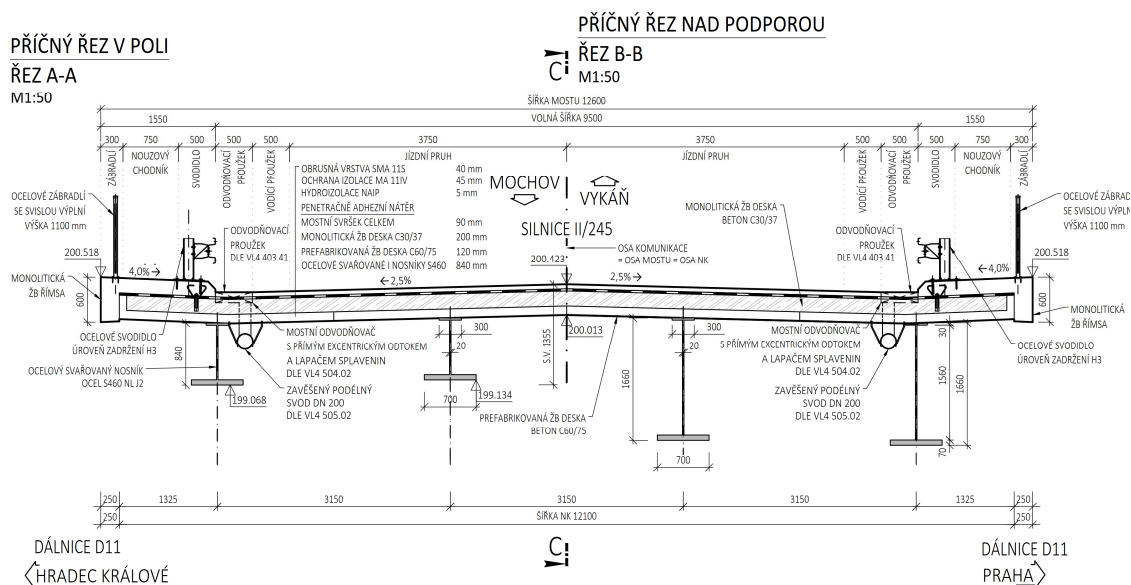 PŘÍČNÝ ŘEZ V POLI
ŘEZ A-A
M1:50
PŘÍČNÝ ŘEZ NAD PODPOROU
ŘEZ B-B
M1:50
C
ŠÍŘKA MOSTU 12600
1550
VOLNÁ ŠÍŘKA 9500
1550
300
750
500
500
500
3750
3750
500
500
500
750
300
ZÁBRADLÍ
NOUZOVÝ
CHODNÍK
SVODIDLO
ODVODŇOVACÍ
PROUŽEK
VODÍCÍ PROUŽEK
JÍZDNÍ PRUH
JÍZDNÍ PRUH
VODÍCÍ PROUŽEK
ODVODŇOVACÍ
PROUŽEK
SVODIDLO
NOUZOVÝ
CHODNÍK
ZÁBRADLÍ
OBRUSNÁ VRSTVA SMA 11S 40 mm
OCHRANA IZOLACE MA 11IV 45 mm
HYDROIZOLACE NAIP 5 mm
PENETRAČNĚ ADHEZNÍ NÁTĚR
MOSTNÍ SVRŠEK CELKEM 90 mm
MONOLITICKÁ ŽB DESKA C30/37 200 mm
PREFABRIKOVANÁ ŽB DESKA C60/75 120 mm
OCELOVÉ SVAŘOVANÉ I NOSNÍKY S460 840 mm
MOCHOV
VYKÁŇ
SILNICE II/245
OSA KOMUNIKACE
= OSA MOSTU = OSA NK
MONOLITICKÁ ŽB DESKA
BETON C30/37
OCELOVÉ ZÁBRADLÍ
SE SVISLOU VÝPLNÍ
VÝŠKA 1100 mm
ODVODŇOVACÍ
PROUŽEK
DLE VL4 403.41
ODVODŇOVACÍ
PROUŽEK
DLE VL4 403.41
OCELOVÉ ZÁBRADL
SE SVISLOU VÝPLN
VÝŠKA 1100 mm
200.518
4,0%
2,5%
200.423
2,5%
4,0%
200.518
MONOLITICKÁ
ŽB ŘÍMSA
600
600
MONOLITICKÁ
ŽB ŘÍMSA
OCELOVÉ SVODIDLO
ÚROVEŇ ZADRŽENÍ H3
OCELOVÝ SVAŘOVANÝ NOSNÍK
OCEL S460 NL J2
840
MOSTNÍ ODVODŇOVAČ
S PŘÍMÝM EXCENTRICKÝM ODTOKEM
A LAPAČEM SPLAVENIN
DLE VL4 504.02
ZAVĚŠENÝ PODÉLNÝ
SVOD DN 200
DLE VL4 505.02
300
20
S.V. 1355
200.013
300
20
1660
MOSTNÍ ODVODŇOVAČ
S PŘÍMÝM EXCENTRICKÝM ODTOKEM
A LAPAČEM SPLAVENIN
DLE VL4 504.02
ZAVĚŠENÝ PODÉLNÝ
SVOD DN 200
DLE VL4 505.02
30
1560
1660
70
OCELOVÉ SVODIDLO
ÚROVEŇ ZADRŽENÍ H3
199.068
700
199.134
PREFABRIKOVANÁ ŽB DESKA
BETON C60/75
700
250
1325
3150
3150
3150
1325
250
250
ŠÍŘKA NK 12100
250
C
DÁLNICE D11
HRADEC KRÁLOVÉ
DÁLNICE D11
PRAHA